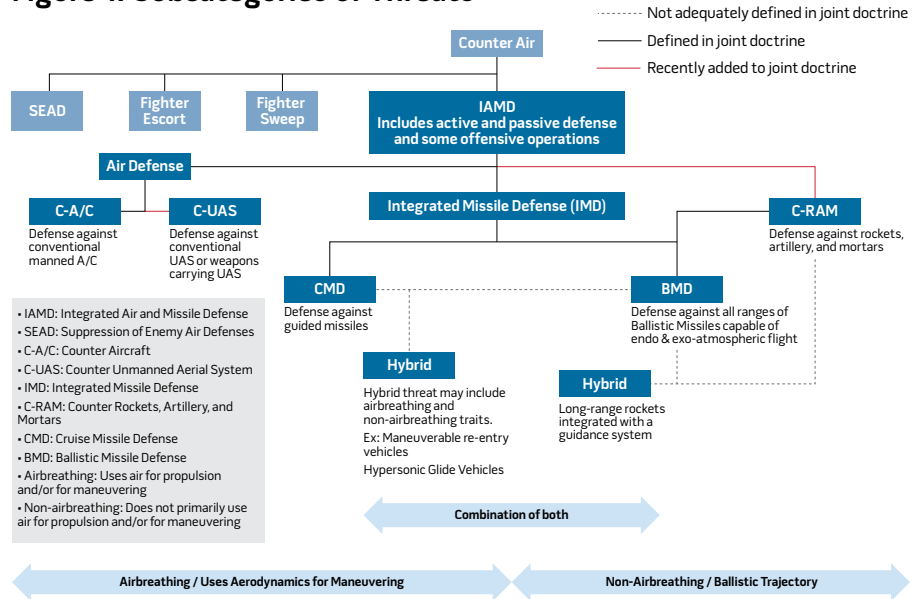 Not adequately defined in joint doctrine
Defined in joint doctrine
Recently added to joint doctrine
Counter Air
SEAD
Fighter
Escort
Fighter
Sweep
IAMD
Includes active and passive defense
and some offensive operations
Air Defense
C-A/C
Defense against
conventional
manned A/C
C-UAS
Defense against
conventional
UAS or weapons
carrying UAS
Integrated Missile Defense (IMD)
C-RAM
Defense against rockets,
artillery, and mortars
CMD
Defense against
guided missiles
BMD
Defense against all ranges of
Ballistic Missiles capable of
endo & exo-atmospheric flight
Hybrid
Hybrid threat may include
airbreathing and
non-airbreathing traits.
Ex: Maneuverable re-entry
vehicles
Hypersonic Glide Vehicles
Hybrid
Long-range rockets
integrated with a
guidance system
• IAMD: Integrated Air and Missile Defense
• SEAD: Suppression of Enemy Air Defenses
• C-A/C: Counter Aircraft
• C-UAS: Counter Unmanned Aerial System
• IMD: Integrated Missile Defense
• C-RAM: Counter Rockets, Artillery, and
Mortars
• CMD: Cruise Missile Defense
• BMD: Ballistic Missile Defense
• Airbreathing: Uses air for propulsion
and/or for maneuvering
• Non-airbreathing: Does not primarily use
air for propulsion and/or for maneuvering
Combination of both
Airbreathing / Uses Aerodynamics for Maneuvering
Non-Airbreathing / Ballistic Trajectory